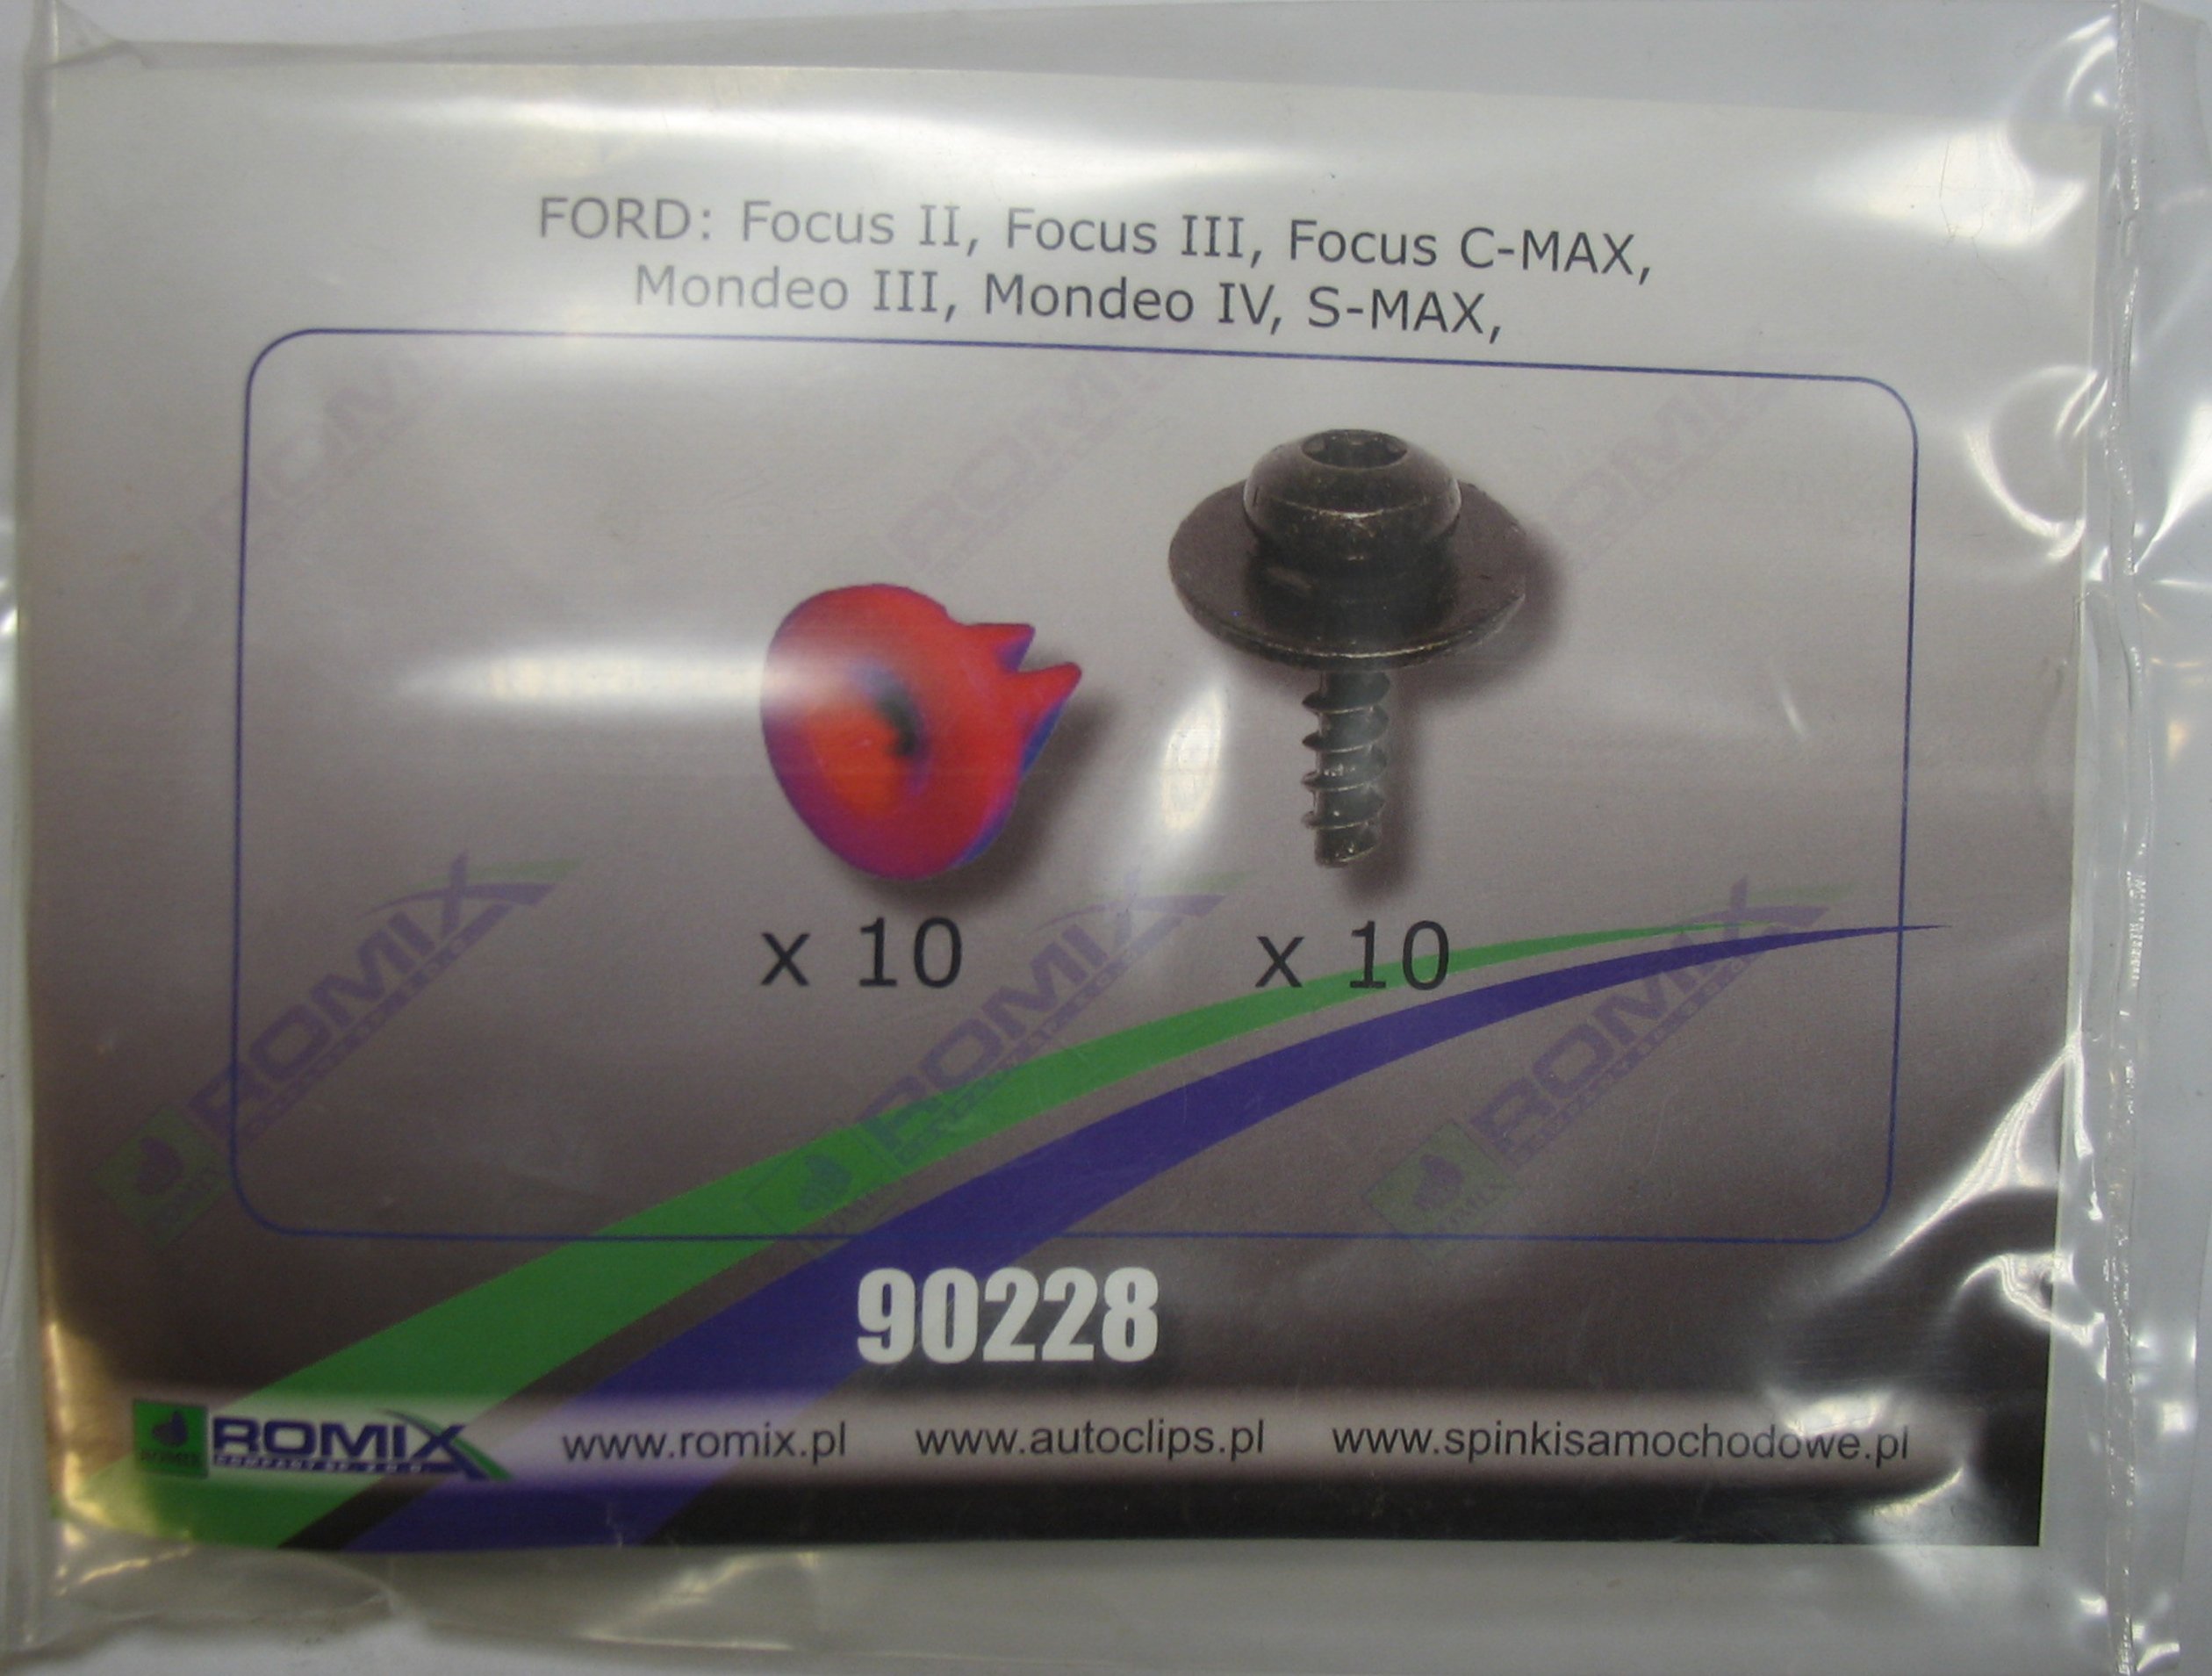 FORD: Focus II, Focus III, Focus C-MAX,
Mondeo III, Mondeo IV, S-MAX,
x 10 x 10
90228
ROMIX www.romix.pl www.autoclips.pl www.spinkisamochodowe.pl